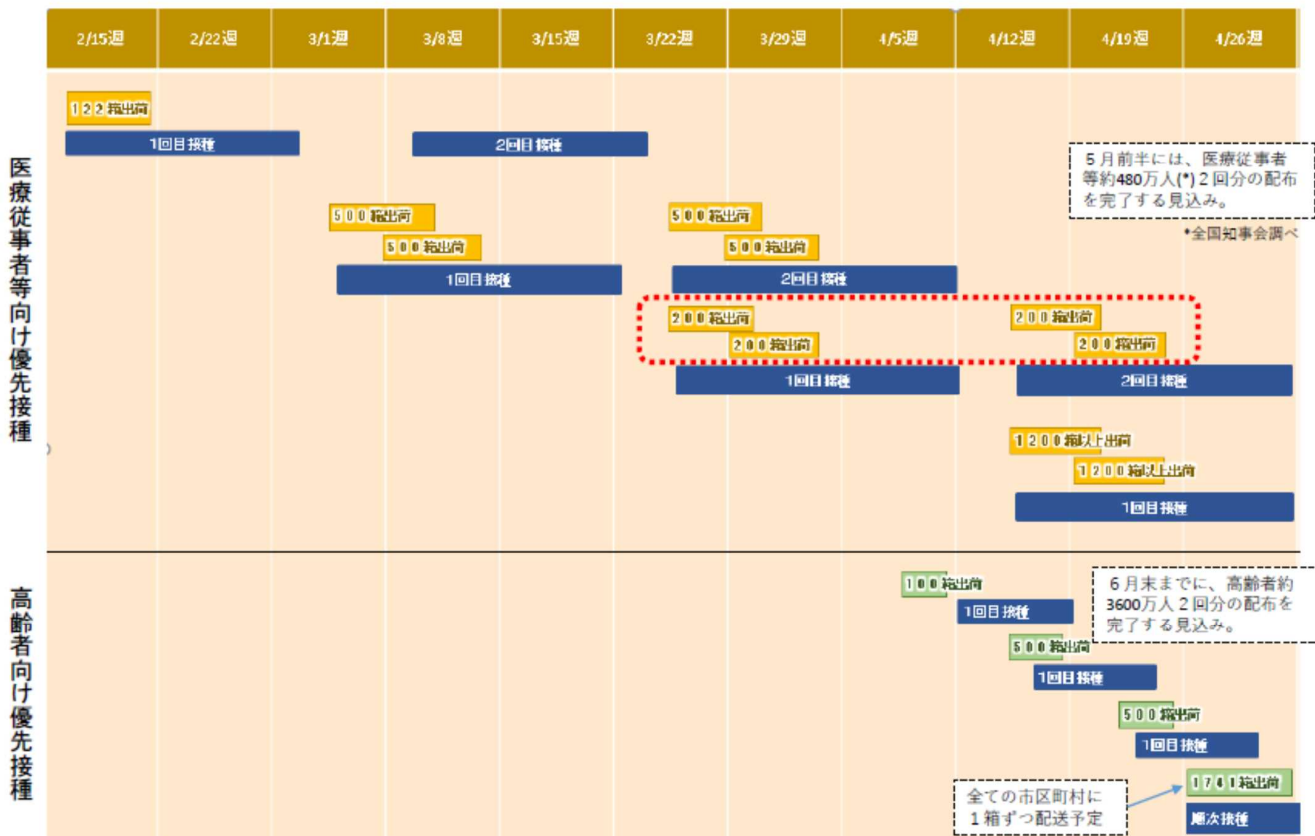 2/15週
2/22週
3/1週
3/8週
3/15週
3/22週
3/29週
4/5週
4/12週
4/19週
4/26週
医療従事者等向け優先接種
122箱出荷
1回目接種
2回目接種
5月前半には、医療従事者
等約480万人(*)2回分の配布
を完了する見込み。
*全国知事会調べ
500箱出荷
500箱出荷
500箱出荷
500箱出荷
1回目接種
2回目接種
200箱出荷
200箱出荷
200箱出荷
200箱出荷
1回目接種
2回目接種
1200箱以上出荷
1200箱以上出荷
1回目接種
高齢者向け優先接種
100箱出荷
1回目接種
6月末までに、高齢者約
3600万人2回分の配布を
完了する見込み。
500箱出荷
1回目接種
500箱出荷
1回目接種
1741箱出荷
全ての市区町村に
1箱ずつ配送予定
順次接種